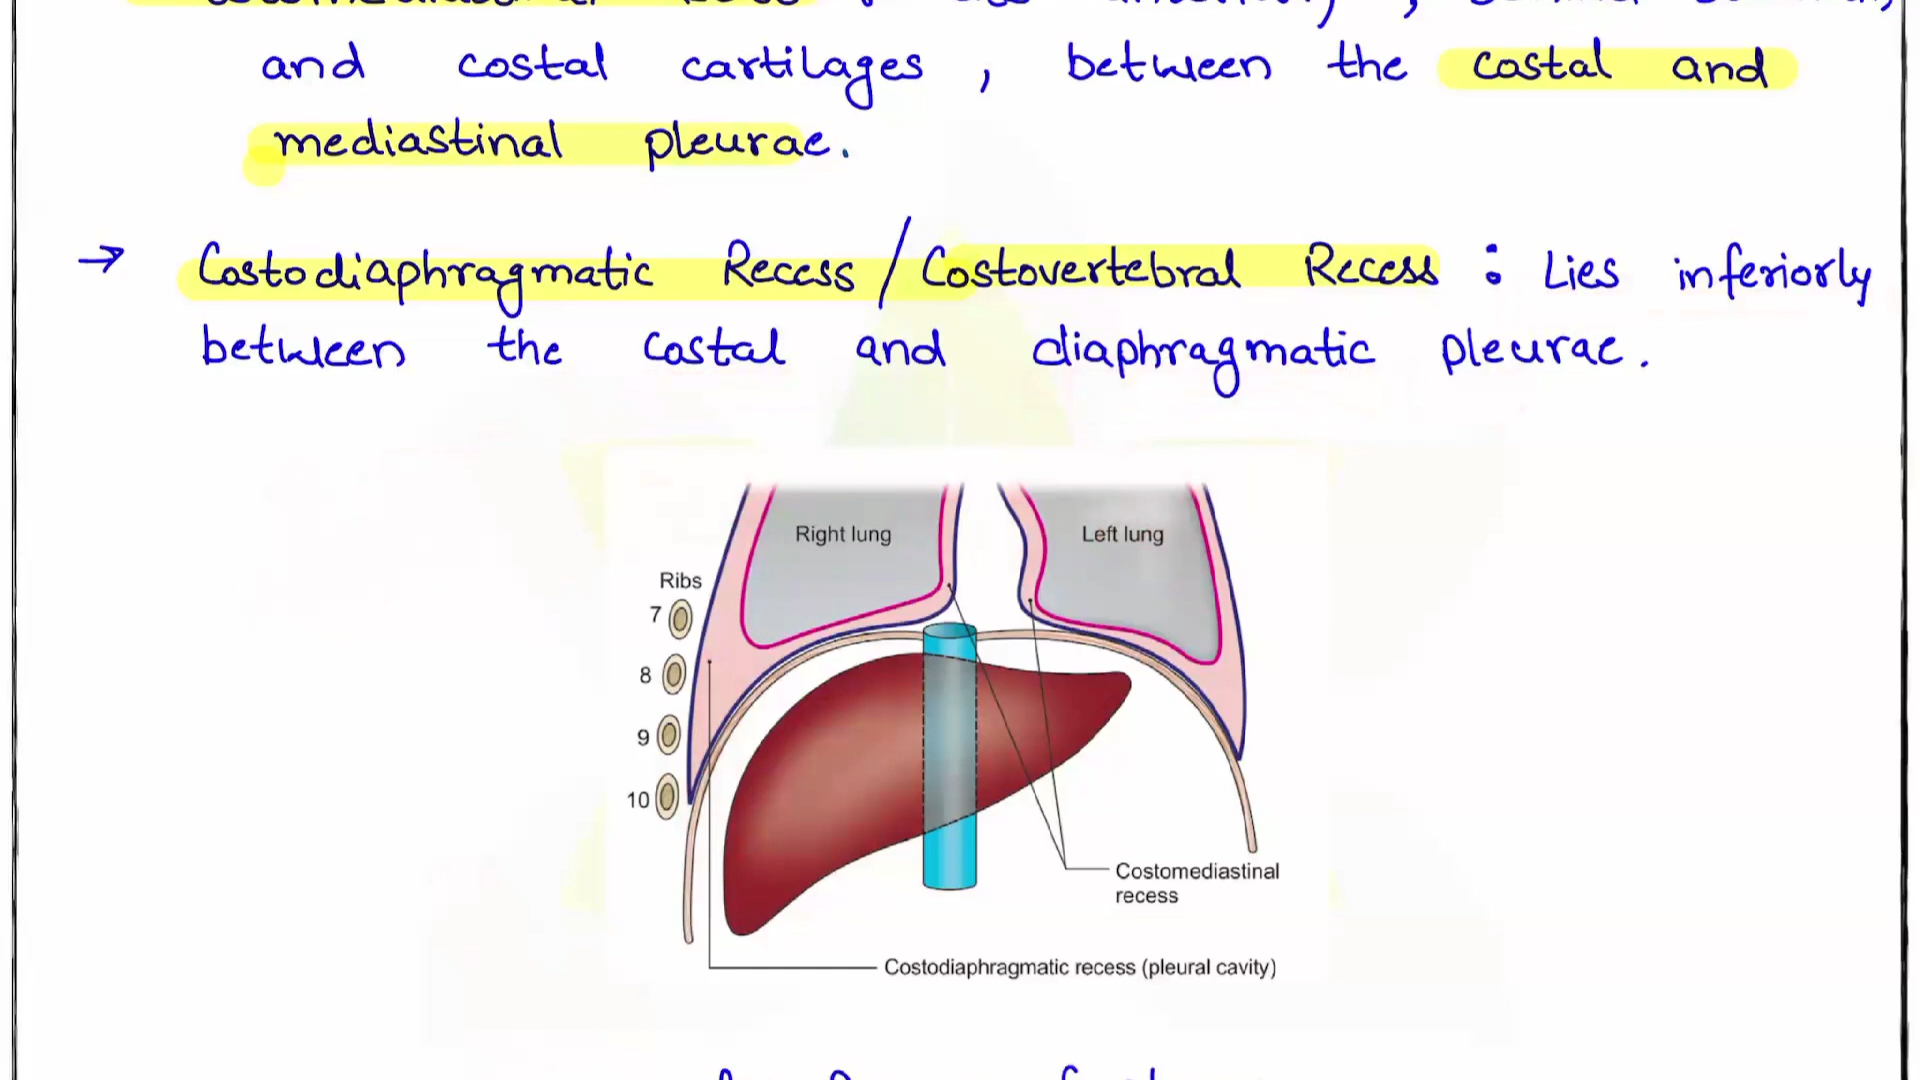 and costal cartilages, between the costal and
mediastinal pleurae.
→ Costodiaphragmatic Recess / Costovertebral Recess : Lies inferiorly
between the costal and diaphragmatic pleurae.
Right lung
Left lung
Ribs
7
8
9
10
Costomediastinal
recess
Costodiaphragmatic recess (pleural cavity)